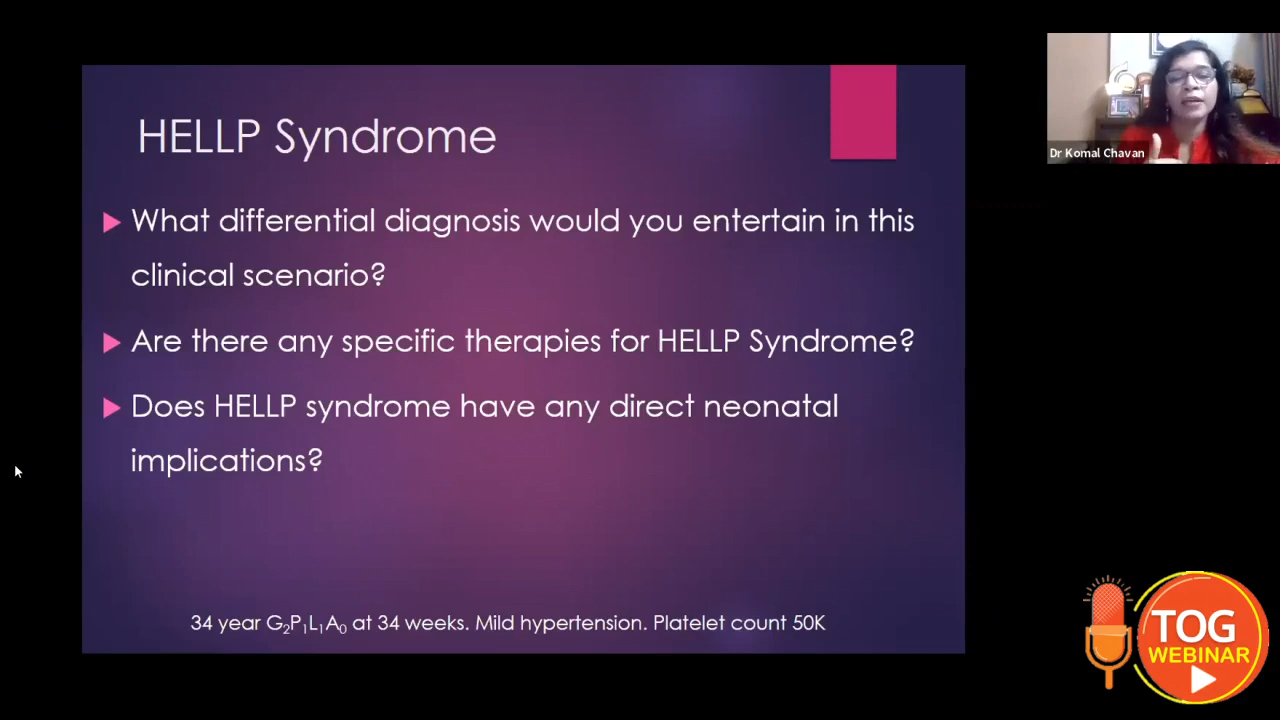 HELLP Syndrome
What differential diagnosis would you entertain in this
clinical scenario?
Are there any specific therapies for HELLP Syndrome?
Does HELLP syndrome have any direct neonatal
implications?
34 year G₂P₁L₁A₀ at 34 weeks. Mild hypertension. Platelet count 50K
Dr Komal Chavan
TOG
WEBINAR